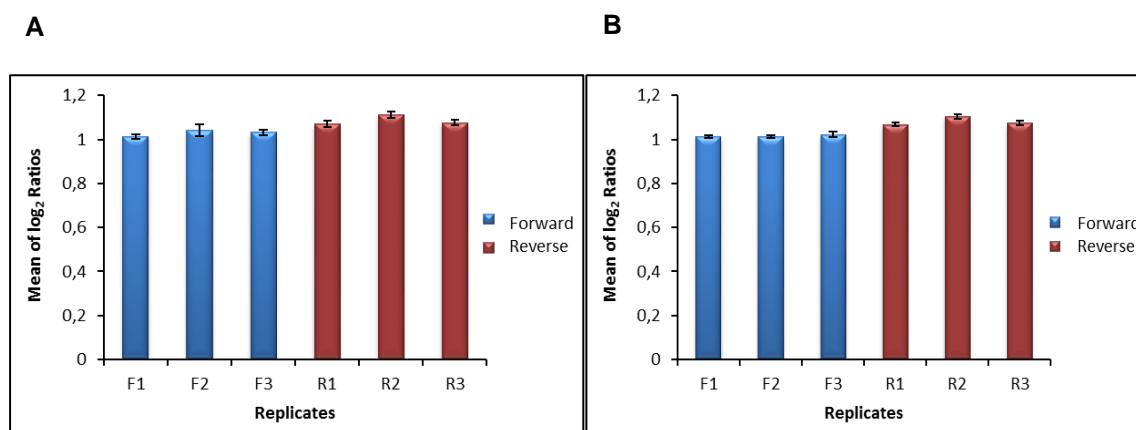 A
1,2
1
0,8
0,6
0,4
0,2
0
Mean of log2 Ratios
F1 F2 F3 R1 R2 R3
Replicates
Forward
Reverse
B
1,2
1
0,8
0,6
0,4
0,2
0
Mean of log2 Ratios
F1 F2 F3 R1 R2 R3
Replicates
Forward
Reverse